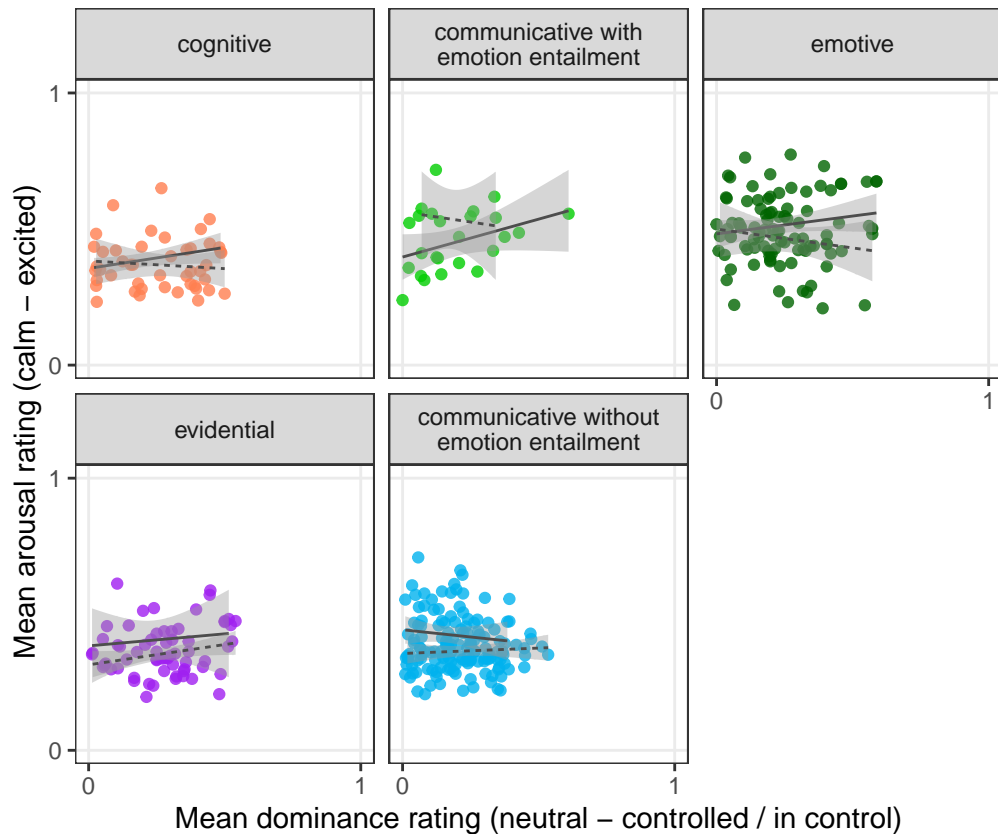 cognitive
communicative with
emotion entailment
emotive
1
0
0
1
evidential
communicative without
emotion entailment
1
0
0
1
0
1
Mean arousal rating (calm − excited)
Mean dominance rating (neutral − controlled / in control)